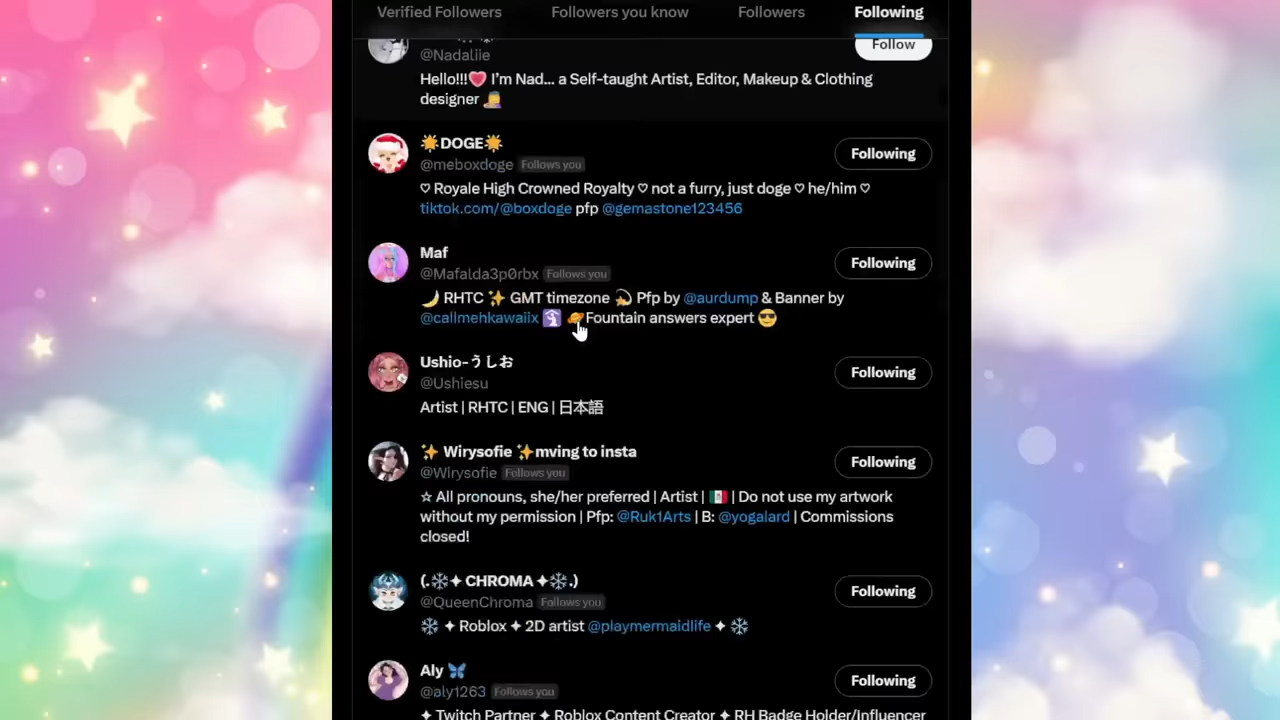 Verified Followers Followers you know Followers Following
@Nadaliie Follow
Hello!!!💗 I'm Nad... a Self-taught Artist, Editor, Makeup & Clothing
designer 💆
🌟DOGE🌟
@meboxdoge Follows you Following
♡ Royale High Crowned Royalty ♡ not a furry, just doge ♡ he/him ♡
tiktok.com/@boxdoge pfp @gemastone123456
Maf
@Mafalda3p0rbx Follows you Following
🌙 RHTC ✨ GMT timezone 💫 Pfp by @aurdump & Banner by
@callmehkawaiix 🛐 🪐Fountain answers expert 😎
Ushio-うしお
@Ushiesu Following
Artist | RHTC | ENG | 日本語
✨ Wirysofie ✨mving to insta
@Wirysofie Follows you Following
☆ All pronouns, she/her preferred | Artist | 🇲🇽 | Do not use my artwork
without my permission | Pfp: @Ruk1Arts | B: @yogalard | Commissions
closed!
(.❄✦ CHROMA ✦❄.)
@QueenChroma Follows you Following
❄ ✦ Roblox ✦ 2D artist @playmermaidlife ✦ ❄
Aly 🦋
@aly1263 Follows you Following
✦ Twitch Partner ✦ Roblox Content Creator ✦ RH Badge Holder/Influencer